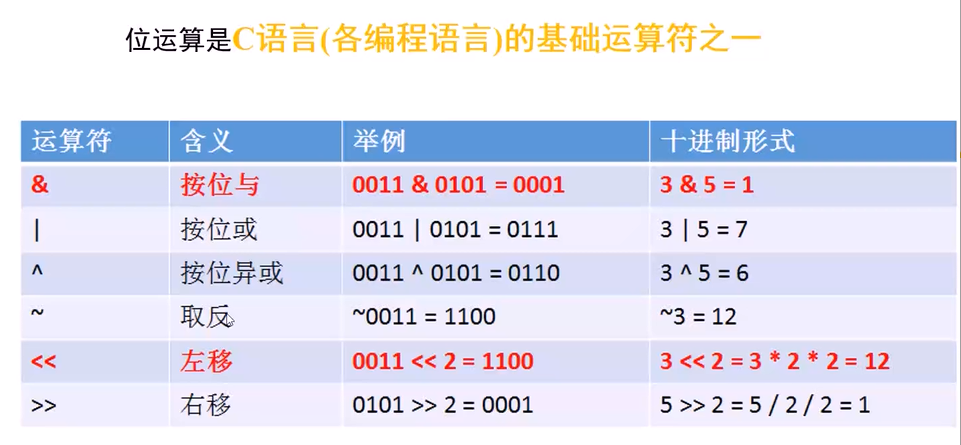 位运算是C语言(各编程语言)的基础运算符之一
运算符 含义 举例 十进制形式
& 按位与 0011 & 0101 = 0001 3 & 5 = 1
| 按位或 0011 | 0101 = 0111 3 | 5 = 7
^ 按位异或 0011 ^ 0101 = 0110 3 ^ 5 = 6
~ 取反 ~0011 = 1100 ~3 = 12
<< 左移 0011 << 2 = 1100 3 << 2 = 3 * 2 * 2 = 12
>> 右移 0101 >> 2 = 0001 5 >> 2 = 5 / 2 / 2 = 1